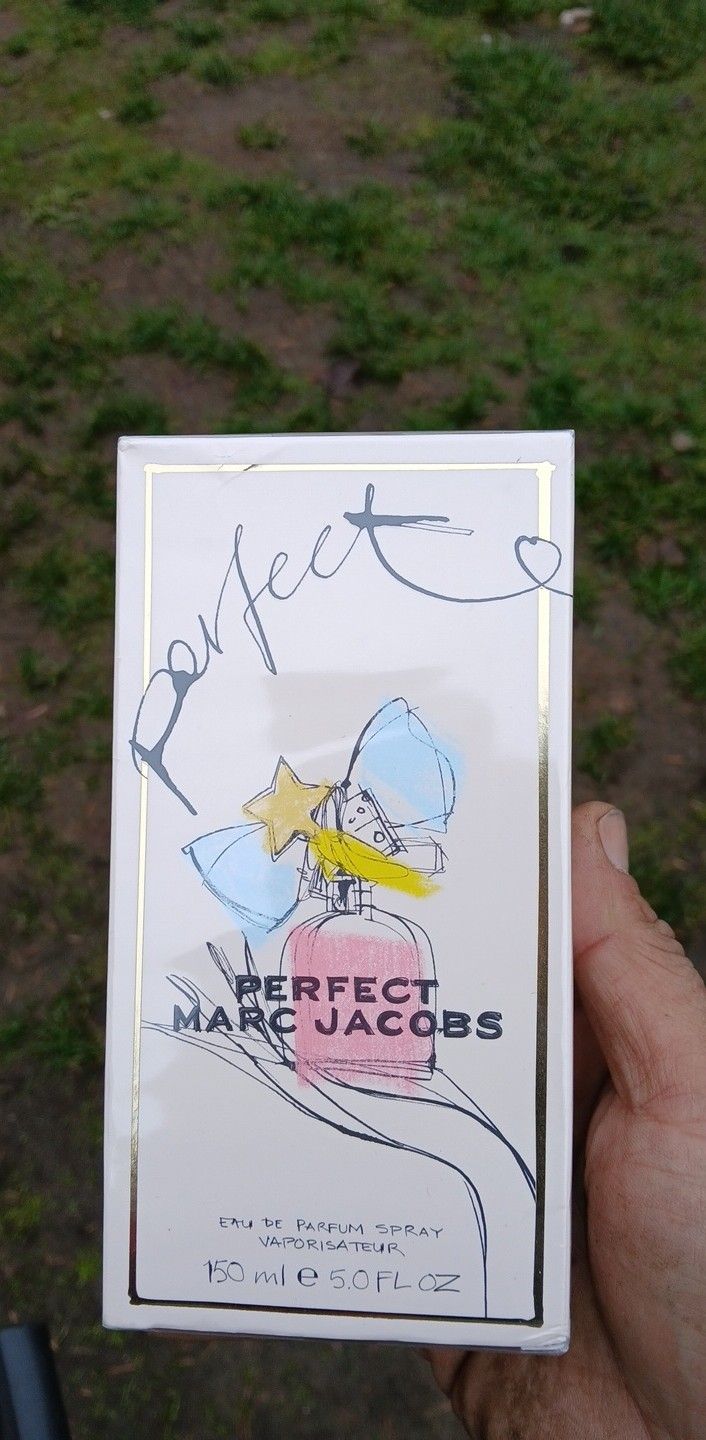 perfect
PERFECT
MARC JACOBS
EAU DE PARFUM SPRAY
VAPORISATEUR
150 ml e 5.0 FL OZ